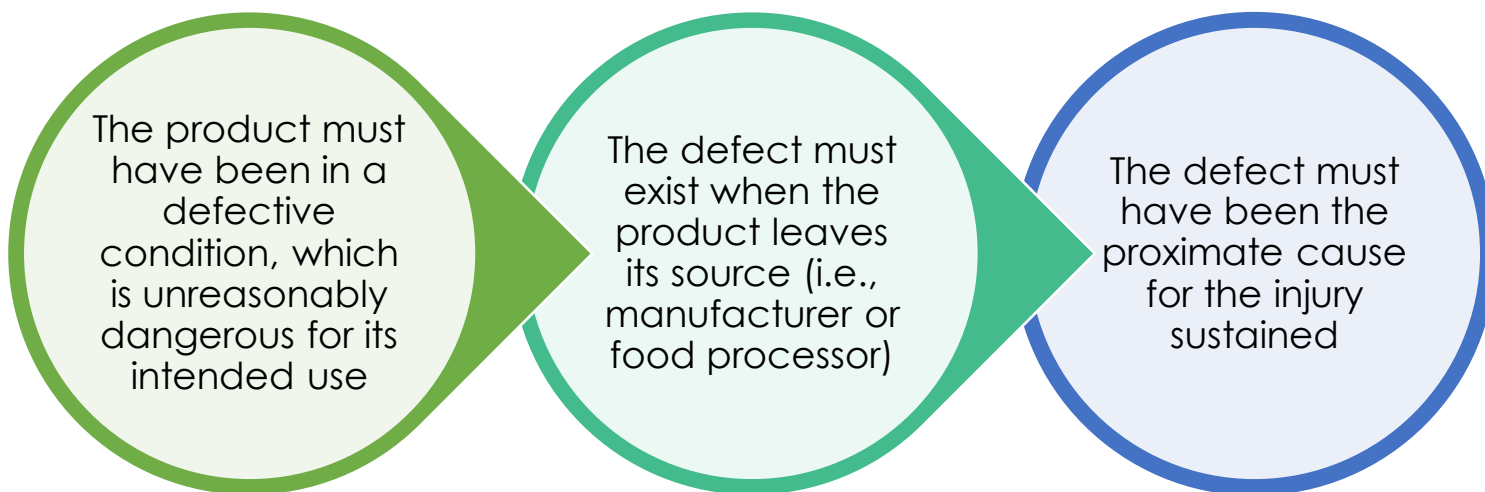 The product must
have been in a
defective
condition, which
is unreasonably
dangerous for its
intended use
The defect must
exist when the
product leaves
its source (i.e.,
manufacturer or
food processor)
The defect must
have been the
proximate cause
for the injury
sustained